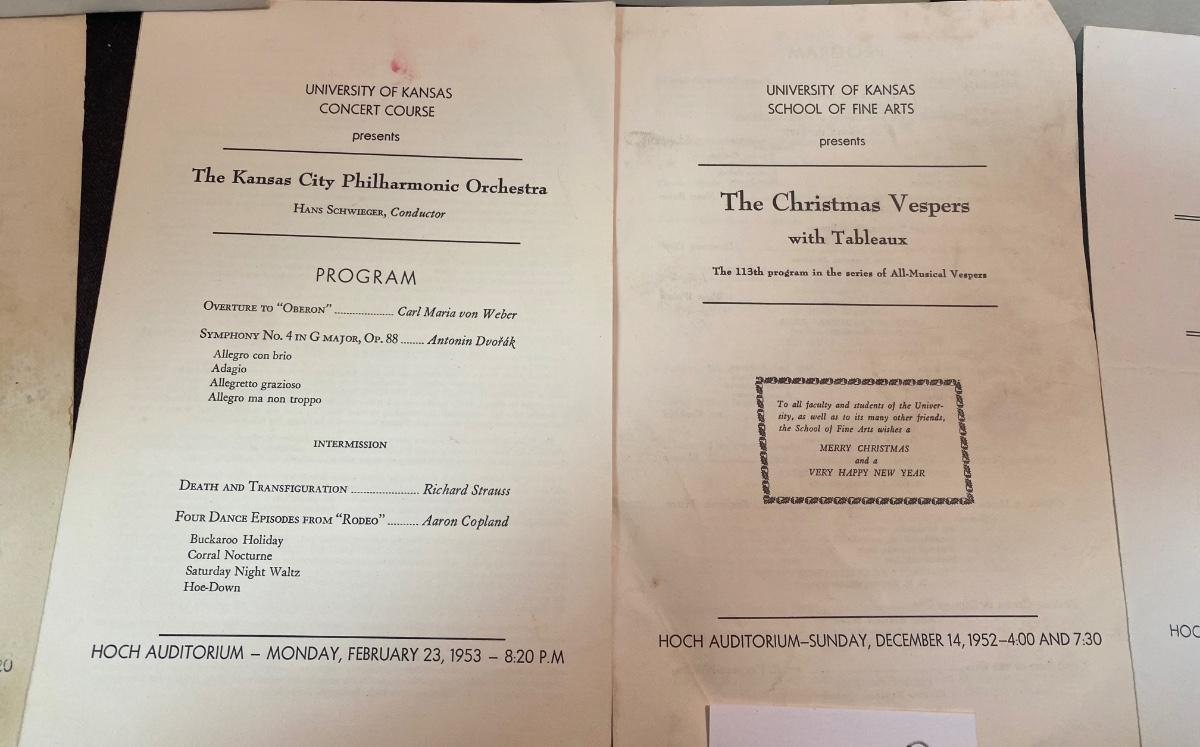 UNIVERSITY OF KANSAS
CONCERT COURSE
presents
The Kansas City Philharmonic Orchestra
HANS SCHWIEGER, Conductor
PROGRAM
OVERTURE TO "OBERON" .................... Carl Maria von Weber
SYMPHONY NO. 4 IN G MAJOR, OP. 88 ........ Antonin Dvořák
Allegro con brio
Adagio
Allegretto grazioso
Allegro ma non troppo
INTERMISSION
DEATH AND TRANSFIGURATION ....................... Richard Strauss
FOUR DANCE EPISODES FROM "RODEO" .......... Aaron Copland
Buckaroo Holiday
Corral Nocturne
Saturday Night Waltz
Hoe-Down
HOCH AUDITORIUM – MONDAY, FEBRUARY 23, 1953 – 8:20 P.M
UNIVERSITY OF KANSAS
SCHOOL OF FINE ARTS
presents
The Christmas Vespers
with Tableaux
The 113th program in the series of All-Musical Vespers
To all faculty and students of the Univer-
sity, as well as to its many other friends,
the School of Fine Arts wishes a
MERRY CHRISTMAS
and a
VERY HAPPY NEW YEAR
HOCH AUDITORIUM–SUNDAY, DECEMBER 14, 1952–4:00 AND 7:30
HOC